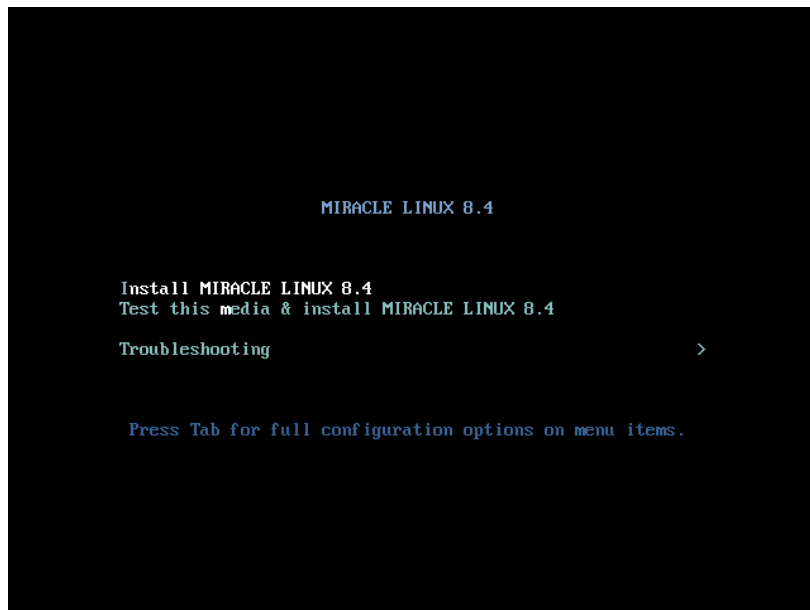 MIRACLE LINUX 8.4
Install MIRACLE LINUX 8.4
Test this media & install MIRACLE LINUX 8.4
Troubleshooting >
Press Tab for full configuration options on menu items.